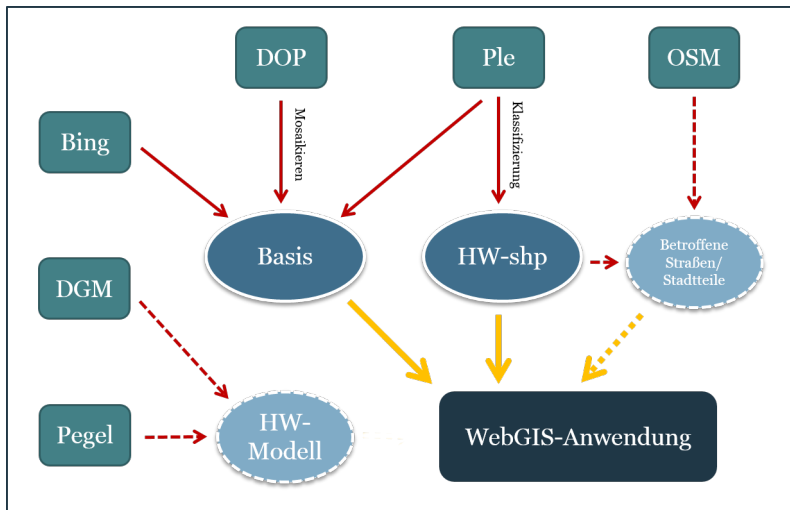 DOP
Ple
OSM
Bing
Mosaikieren
Klassifizierung
Basis
HW-shp
Betroffene
Straßen/
Stadtteile
DGM
Pegel
HW-
Modell
WebGIS-Anwendung